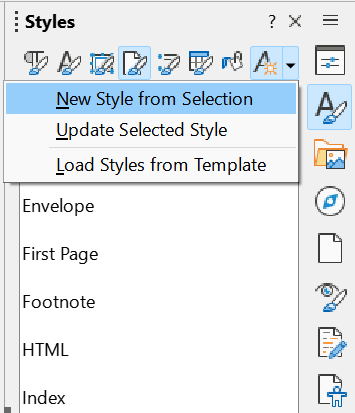 Styles ? × ≡
New Style from Selection
Update Selected Style
Load Styles from Template
Envelope
First Page
Footnote
HTML
Index